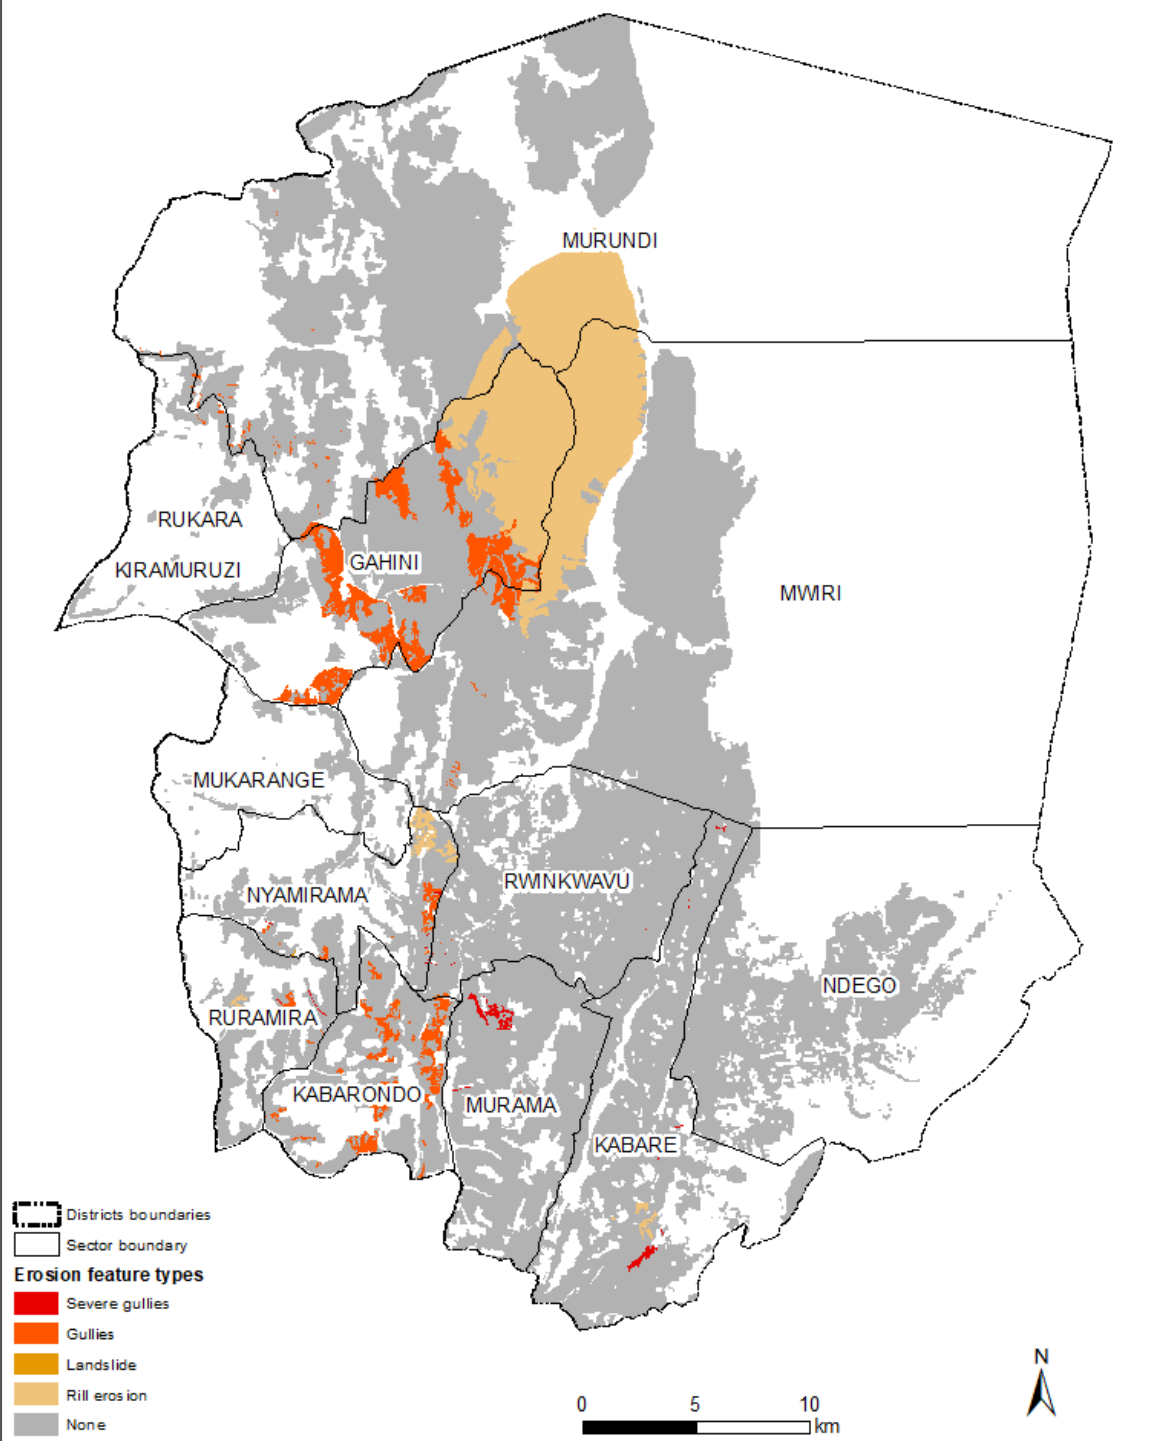 MURUNDI
RUKARA
GAHINI
KIRAMURUZI
MWIRI
MUKARANGE
RWINKWAVU
NYAMIRAMA
NDEGO
RURAMIRA
KABARONDO
MURAMA
KABARE
Districts boundaries
Sector boundary
Erosion feature types
Severe gullies
Gullies
Landslide
Rill erosion
None
N
0 5 10
km